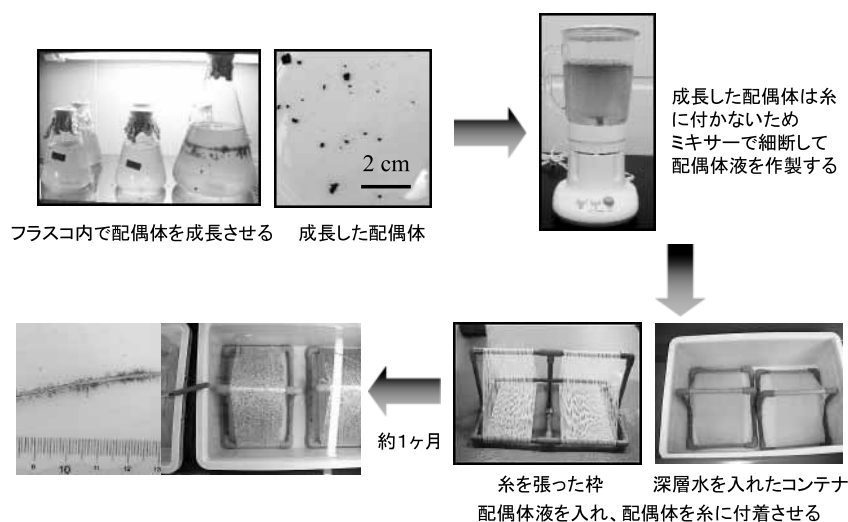 2 cm
成長した配偶体は糸
に付かないため
ミキサーで細断して
配偶体液を作製する
フラスコ内で配偶体を成長させる
成長した配偶体
約1ヶ月
9 10 11 12 13
糸を張った枠
深層水を入れたコンテナ
配偶体液を入れ、配偶体を糸に付着させる